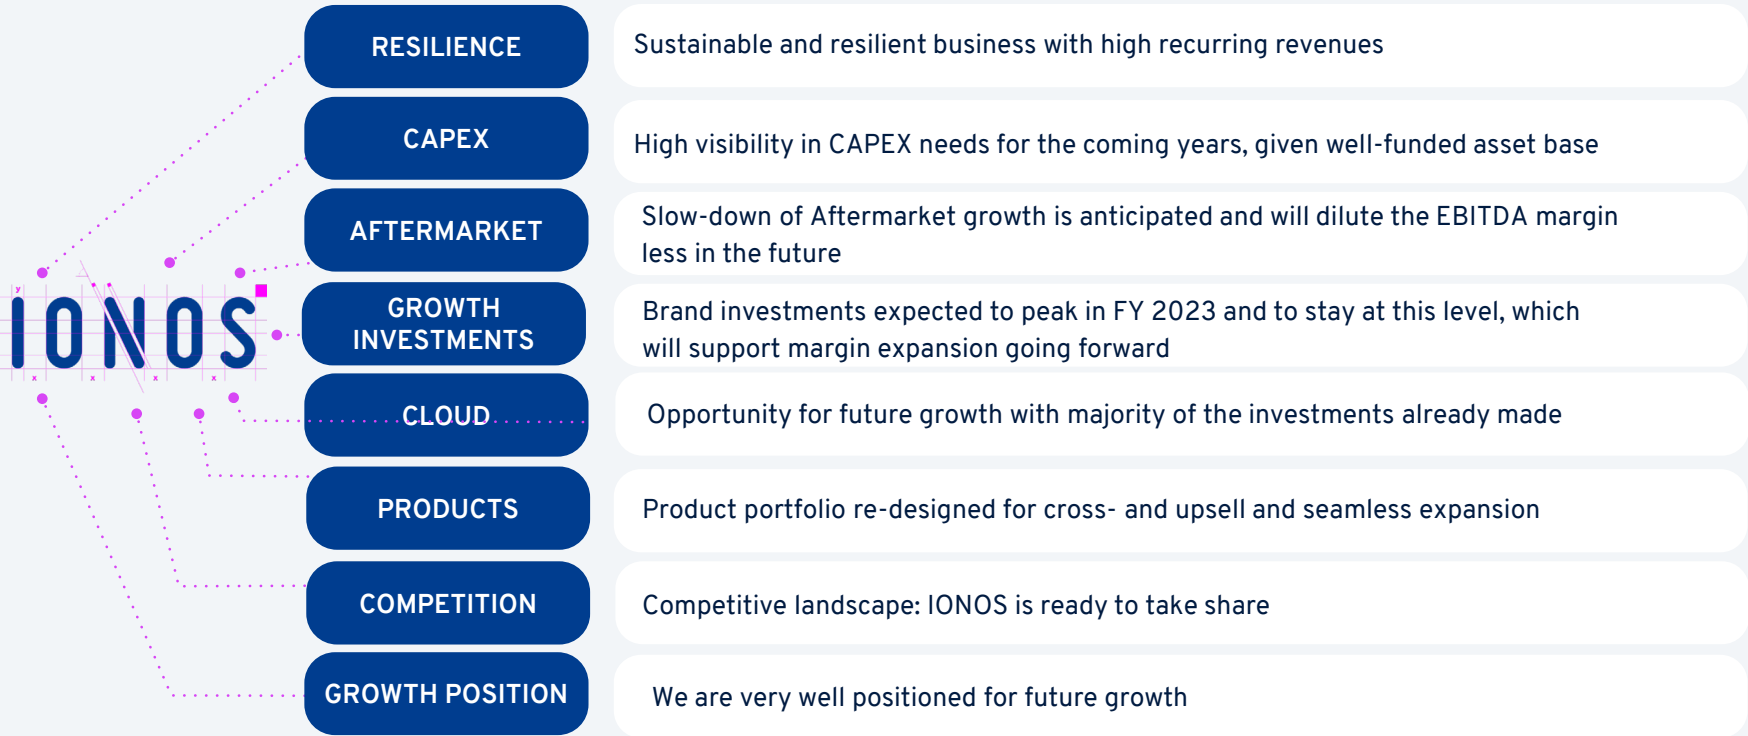 RESILIENCE
Sustainable and resilient business with high recurring revenues
CAPEX
High visibility in CAPEX needs for the coming years, given well-funded asset base
AFTERMARKET
Slow-down of Aftermarket growth is anticipated and will dilute the EBITDA margin
less in the future
y
IONOS
x x x x
GROWTH
INVESTMENTS
Brand investments expected to peak in FY 2023 and to stay at this level, which
will support margin expansion going forward
CLOUD
Opportunity for future growth with majority of the investments already made
PRODUCTS
Product portfolio re-designed for cross- and upsell and seamless expansion
COMPETITION
Competitive landscape: IONOS is ready to take share
GROWTH POSITION
We are very well positioned for future growth